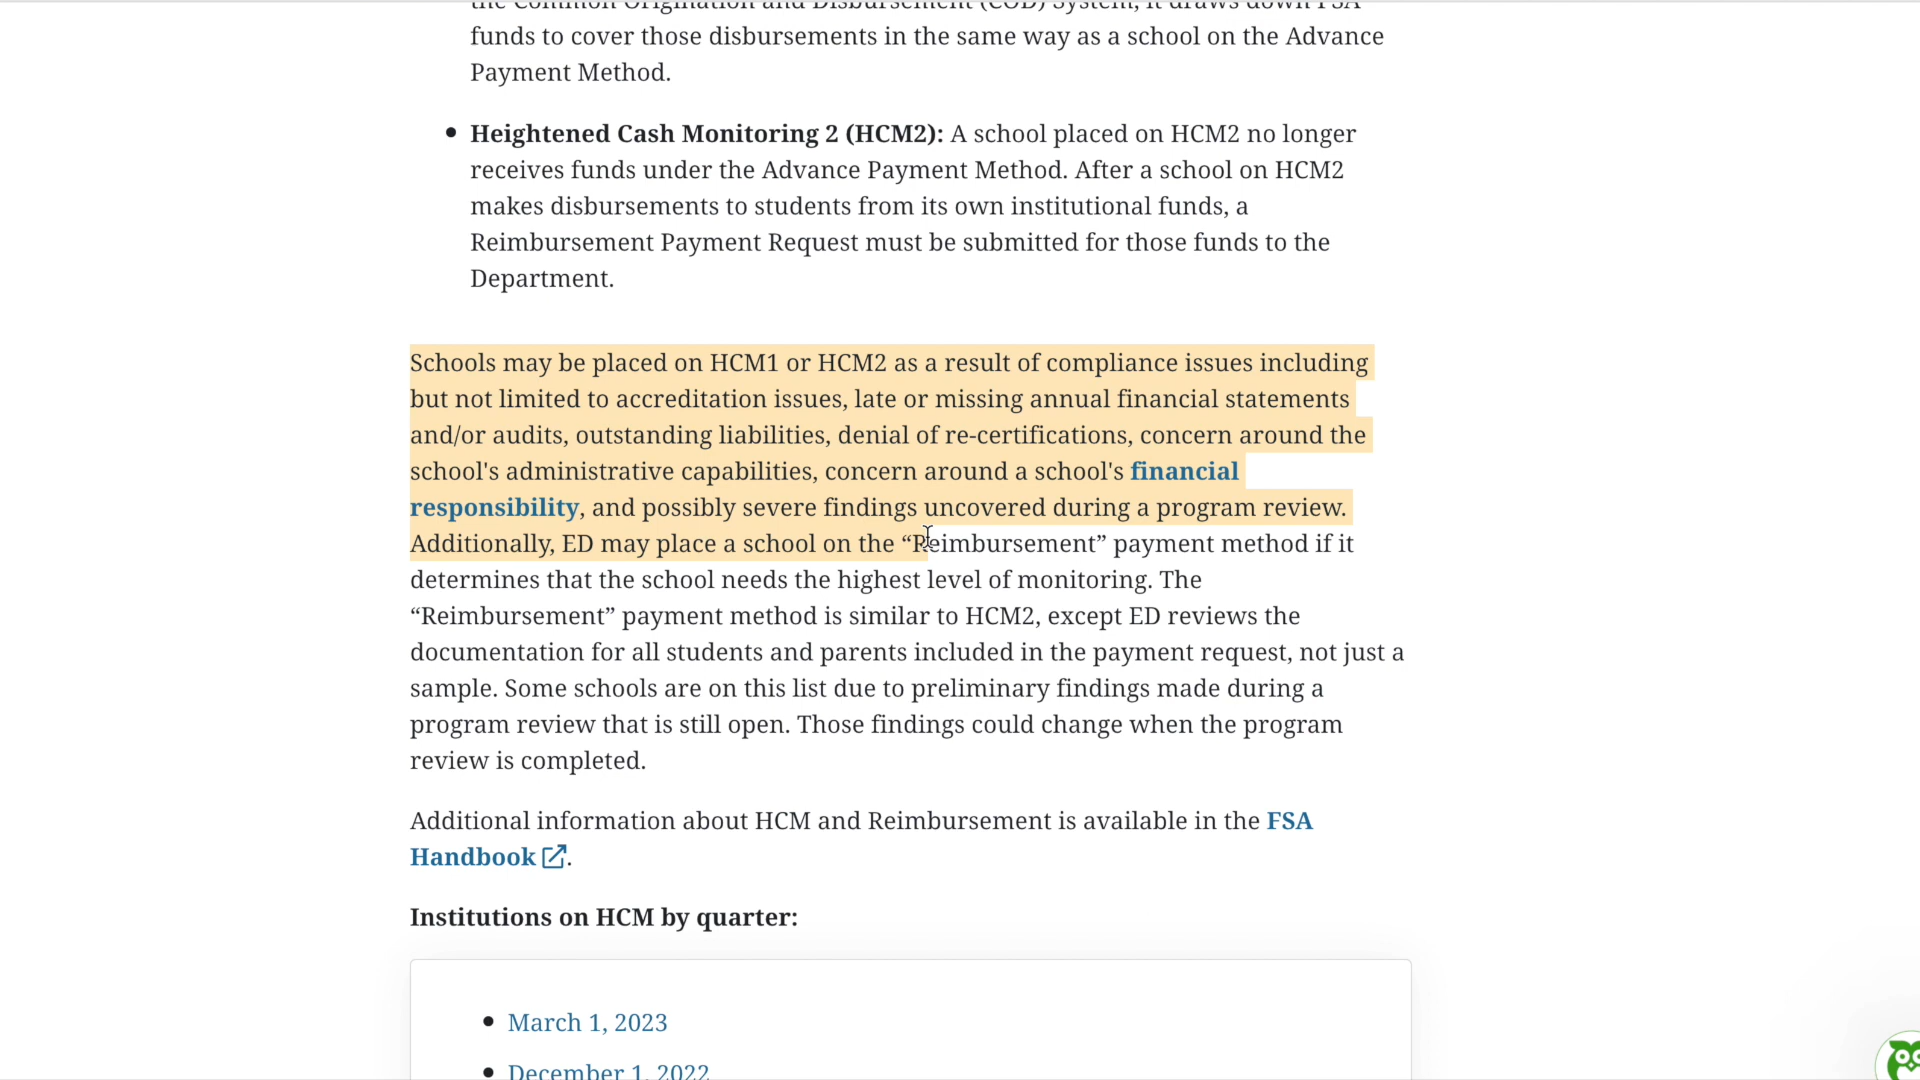 the Common Origination and Disbursement (COD) System, it draws down FSA
funds to cover those disbursements in the same way as a school on the Advance
Payment Method.
Heightened Cash Monitoring 2 (HCM2): A school placed on HCM2 no longer
receives funds under the Advance Payment Method. After a school on HCM2
makes disbursements to students from its own institutional funds, a
Reimbursement Payment Request must be submitted for those funds to the
Department.
Schools may be placed on HCM1 or HCM2 as a result of compliance issues including
but not limited to accreditation issues, late or missing annual financial statements
and/or audits, outstanding liabilities, denial of re-certifications, concern around the
school's administrative capabilities, concern around a school's financial
responsibility, and possibly severe findings uncovered during a program review.
Additionally, ED may place a school on the “Reimbursement” payment method if it
determines that the school needs the highest level of monitoring. The
“Reimbursement” payment method is similar to HCM2, except ED reviews the
documentation for all students and parents included in the payment request, not just a
sample. Some schools are on this list due to preliminary findings made during a
program review that is still open. Those findings could change when the program
review is completed.
Additional information about HCM and Reimbursement is available in the FSA
Handbook.
Institutions on HCM by quarter:
March 1, 2023
December 1, 2022